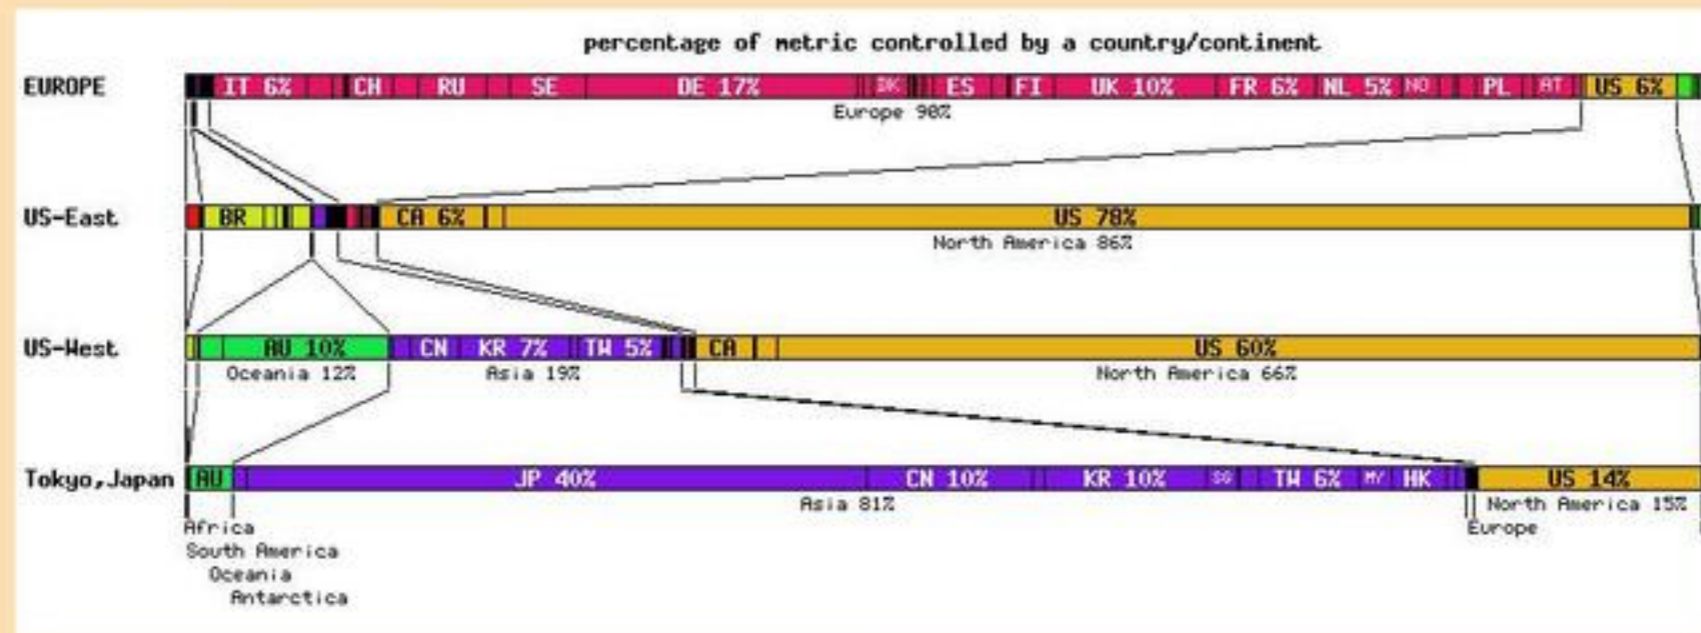 percentage of metric controlled by a country/continent
EUROPE IT 6% CH RU SE DE 17% DK ES FI UK 10% FR 6% NL 5% NO PL AT US 6%
Europe 90%
US-East BR CA 6% US 78%
North America 86%
US-West AU 10% CN KR 7% TW 5% CA US 60%
Oceania 12% Asia 19% North America 66%
Tokyo,Japan AU JP 40% CN 10% KR 10% SG TW 6% MY HK US 14%
Asia 81% North America 15%
Africa Europe
South America
Oceania
Antarctica